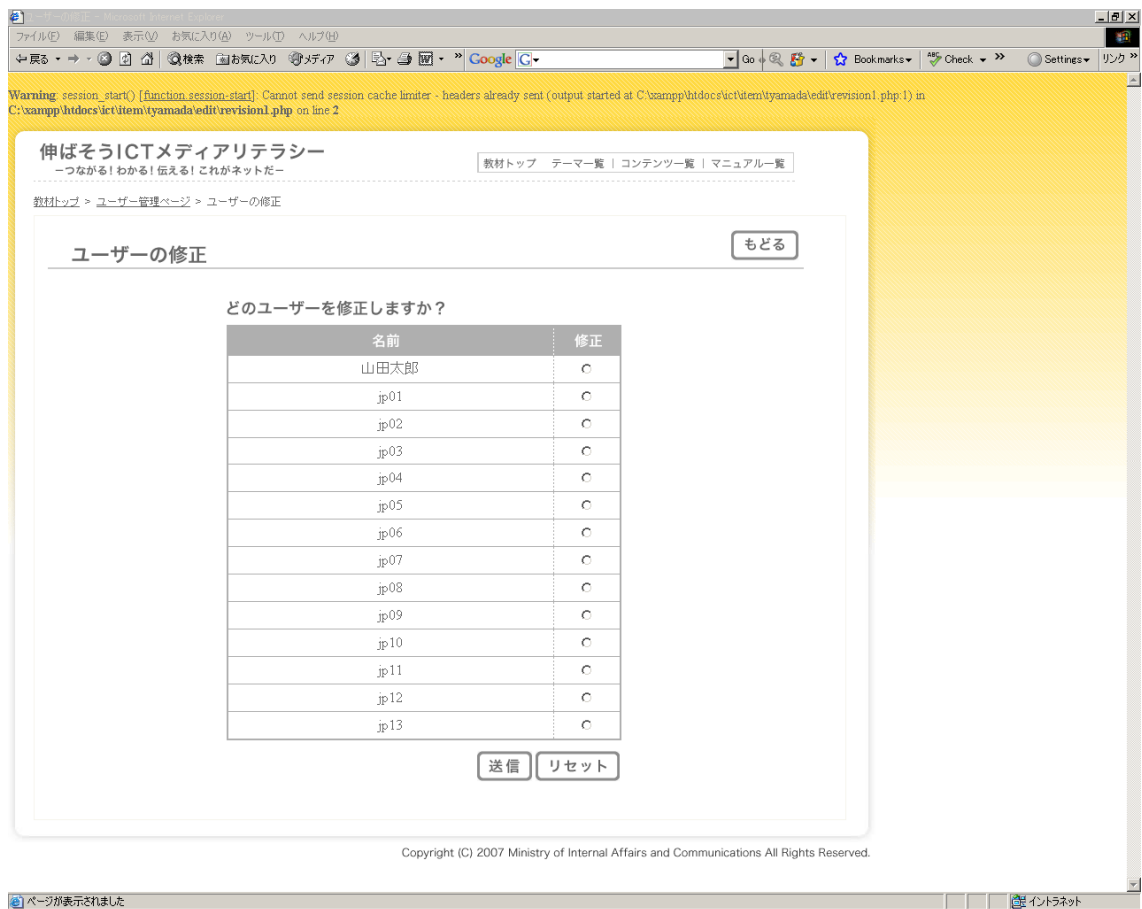 ユーザーの修正 - Microsoft Internet Explorer
ファイル(F) 編集(E) 表示(V) お気に入り(A) ツール(T) ヘルプ(H)
戻る 検索 お気に入り メディア » Google G Go Bookmarks ABC Check » Settings リンク »
Warning: session_start() [function.session-start]: Cannot send session cache limiter - headers already sent (output started at C:\xampp\htdocs\ict\item\tyamada\edit\revision1.php:1) in
C:\xampp\htdocs\ict\item\tyamada\edit\revision1.php on line 2
伸ばそうICTメディアリテラシー
−つながる!わかる!伝える!これがネットだ−
教材トップ テーマ一覧 | コンテンツ一覧 | マニュアル一覧
教材トップ > ユーザー管理ページ > ユーザーの修正
ユーザーの修正
もどる
どのユーザーを修正しますか?
名前 修正
山田太郎
jp01
jp02
jp03
jp04
jp05
jp06
jp07
jp08
jp09
jp10
jp11
jp12
jp13
送信 リセット
Copyright (C) 2007 Ministry of Internal Affairs and Communications All Rights Reserved.
ページが表示されました イントラネット